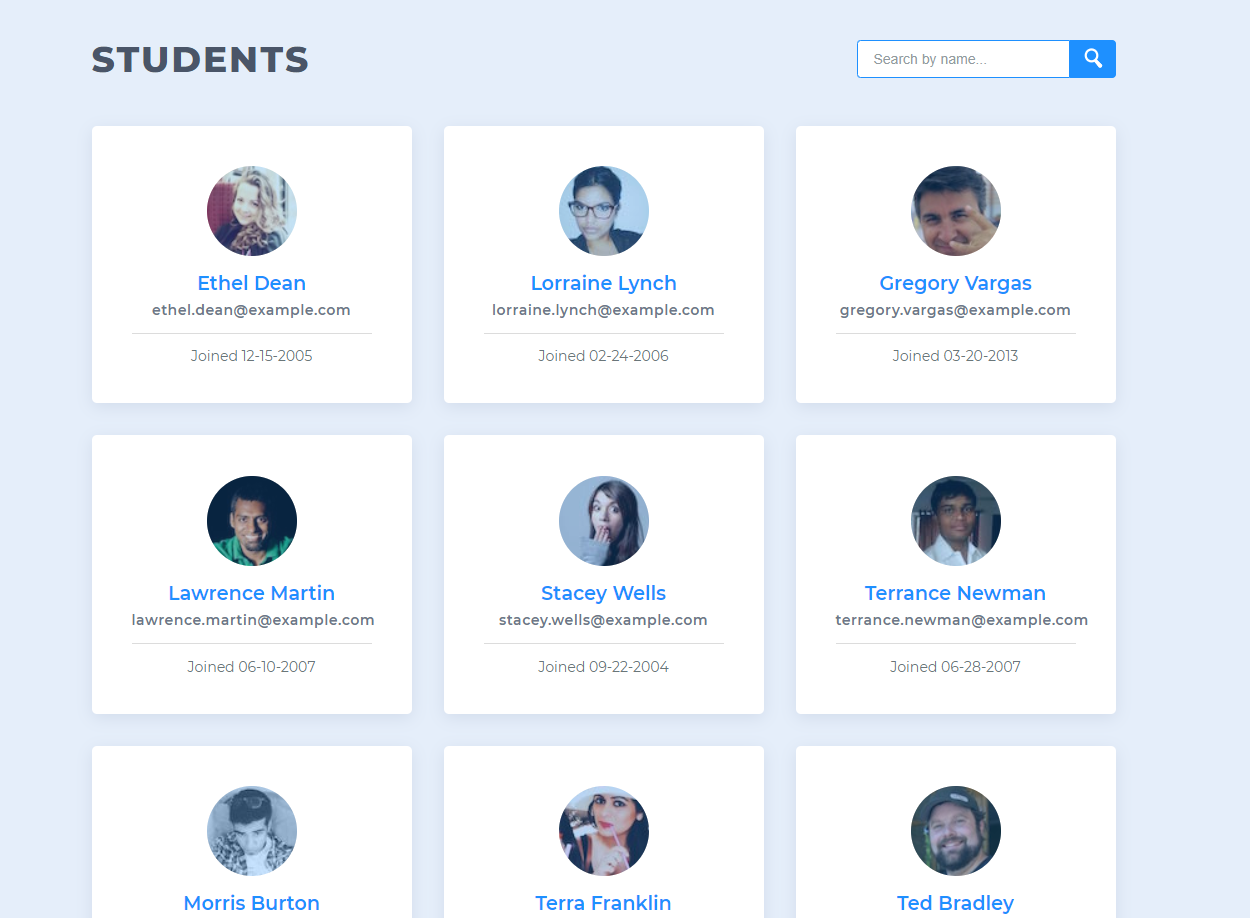 STUDENTS
Search by name...
Ethel Dean
ethel.dean@example.com
Joined 12-15-2005
Lorraine Lynch
lorraine.lynch@example.com
Joined 02-24-2006
Gregory Vargas
gregory.vargas@example.com
Joined 03-20-2013
Lawrence Martin
lawrence.martin@example.com
Joined 06-10-2007
Stacey Wells
stacey.wells@example.com
Joined 09-22-2004
Terrance Newman
terrance.newman@example.com
Joined 06-28-2007
Morris Burton
Terra Franklin
Ted Bradley